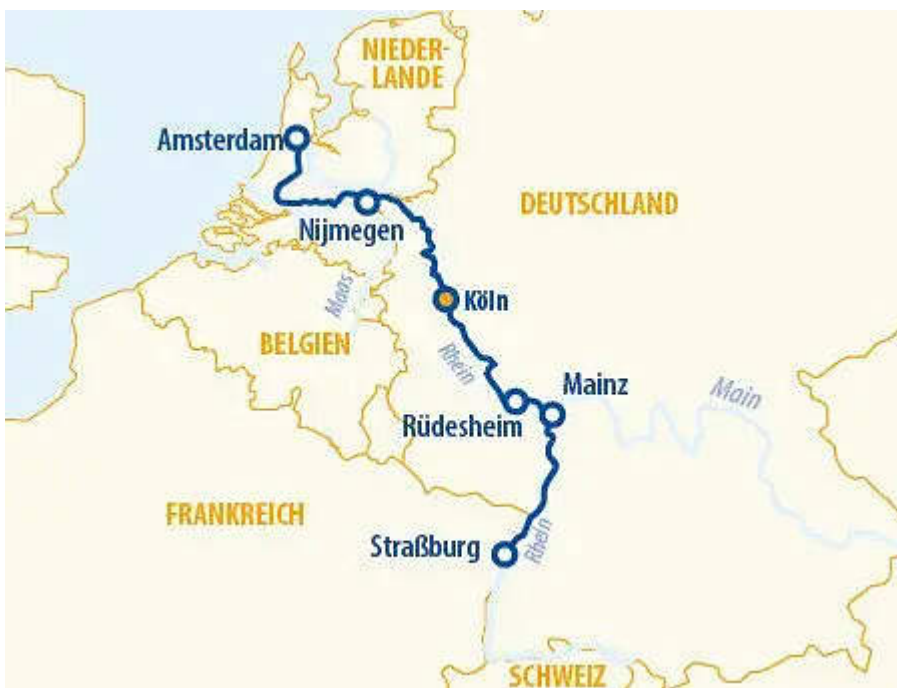 NIEDER-
LANDE
Amsterdam
DEUTSCHLAND
Nijmegen
Maas
Köln
BELGIEN
Rhein
Mainz
Main
Rüdesheim
FRANKREICH
Straßburg
Rhein
SCHWEIZ